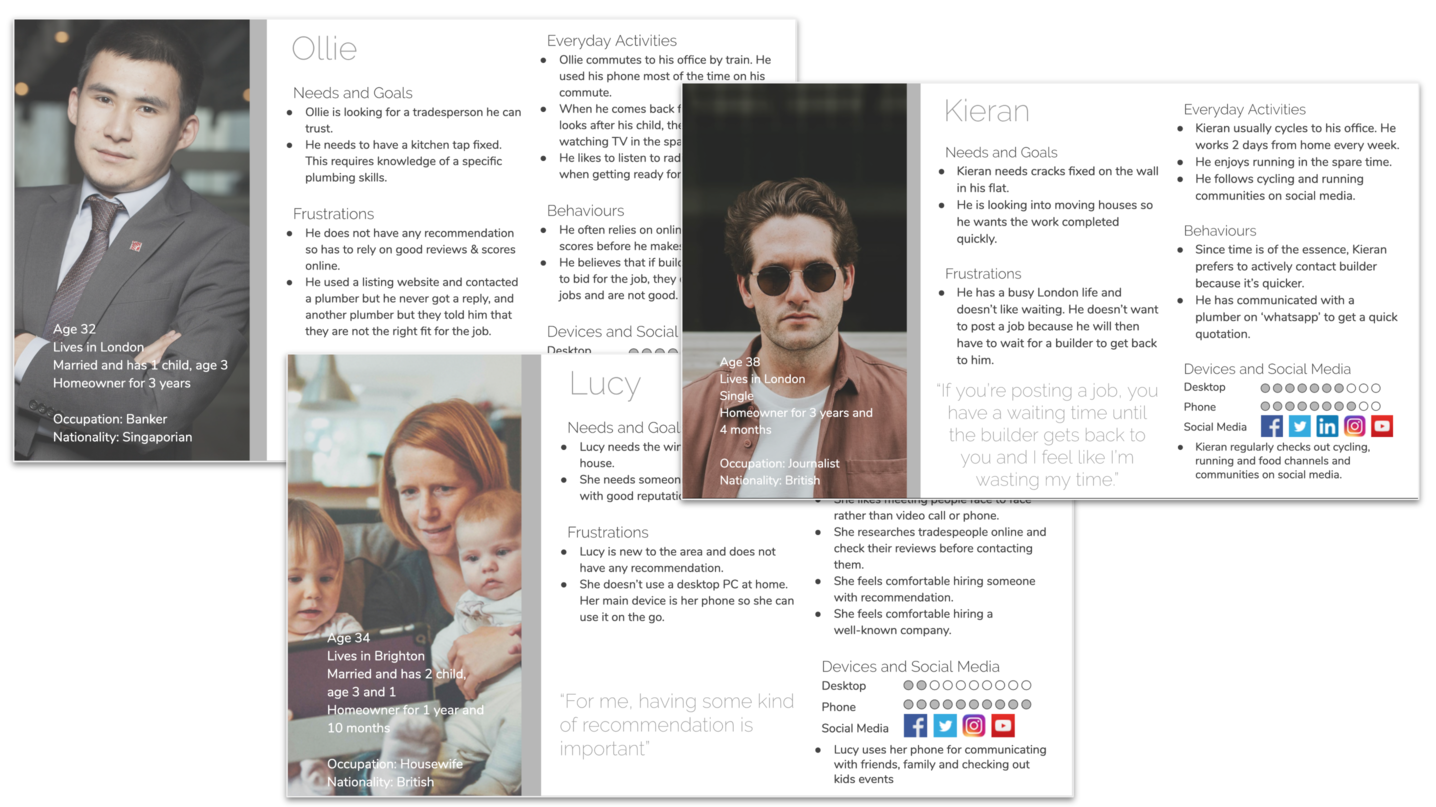 Ollie
Needs and Goals
● Ollie is looking for a tradesperson he can
trust.
● He needs to have a kitchen tap fixed.
This requires knowledge of a specific
plumbing skills.
Frustrations
● He does not have any recommendation
so has to rely on good reviews & scores
online.
● He used a listing website and contacted
a plumber but he never got a reply, and
another plumber but they told him that
they are not the right fit for the job.
Age 32
Lives in London
Married and has 1 child, age 3
Homeowner for 3 years
Occupation: Banker
Nationality: Singaporian
Everyday Activities
● Ollie commutes to his office by train. He
used his phone most of the time on his
commute.
● When he comes back
looks after his child,
watching TV in the
● He likes to listen to
when getting ready for
Behaviours
● He often relies on
scores before he
● He believes that if
to bid for the job, they
jobs and are not good.
Devices and Social
Desktop
Kieran
Needs and Goals
● Kieran needs cracks fixed on the wall
in his flat.
● He is looking into moving houses so
he wants the work completed
quickly.
Frustrations
● He has a busy London life and
doesn't like waiting. He doesn't want
to post a job because he will then
have to wait for a builder to get back
to him.
“If you're posting a job, you
have a waiting time until
the builder gets back to
you and I feel like I'm
wasting my time.”
Age 38
Lives in London
Single
Homeowner for 3 years and
4 months
Occupation: Journalist
Nationality: British
Everyday Activities
● Kieran usually cycles to his office. He
works 2 days from home every week.
● He enjoys running in the spare time.
● He follows cycling and running
communities on social media.
Behaviours
● Since time is of the essence, Kieran
prefers to actively contact builder
because it's quicker.
● He has communicated with a
plumber on ‘whatsapp’ to get a quick
quotation.
Devices and Social Media
Desktop
Phone
Social Media
● Kieran regularly checks out cycling,
running and food channels and
communities on social media.
Lucy
Needs and
● Lucy needs the
house.
● She needs
with good
Frustrations
● Lucy is new to the area and does not
have any recommendation.
● She doesn't use a desktop PC at home.
Her main device is her phone so she can
use it on the go.
“For me, having some kind
of recommendation is
important”
Age 34
Lives in Brighton
Married and has 2 child,
age 3 and 1
Homeowner for 1 year and
10 months
Occupation: Housewife
Nationality: British
She likes meeting people face to face
rather than video call or phone.
● She researches tradespeople online and
check their reviews before contacting
them.
● She feels comfortable hiring someone
with recommendation.
● She feels comfortable hiring a
well-known company.
Devices and Social Media
Desktop
Phone
Social Media
● Lucy uses her phone for communicating
with friends, family and checking out
kids events